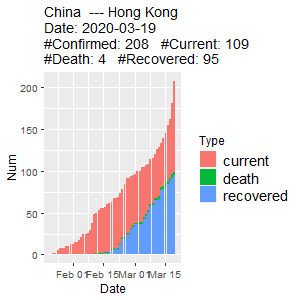 China  --- Hong Kong
Date: 2020-03-19
#Confirmed: 208   #Current: 109
#Death: 4   #Recovered: 95
Num
200
150
100
50
0
Feb 01 Feb 15 Mar 01 Mar 15
Date
Type
current
death
recovered